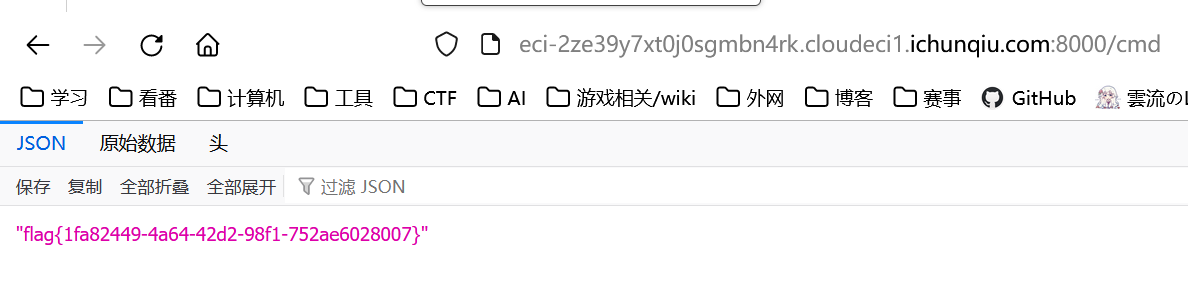 eci-2ze39y7xt0j0sgmbn4rk.cloudeci1.ichunqiu.com:8000/cmd
学习 看番 计算机 工具 CTF AI 游戏相关/wiki 外网 博客 赛事 GitHub 雲流のL
JSON 原始数据 头
保存 复制 全部折叠 全部展开 过滤 JSON
"flag{1fa82449-4a64-42d2-98f1-752ae6028007}"